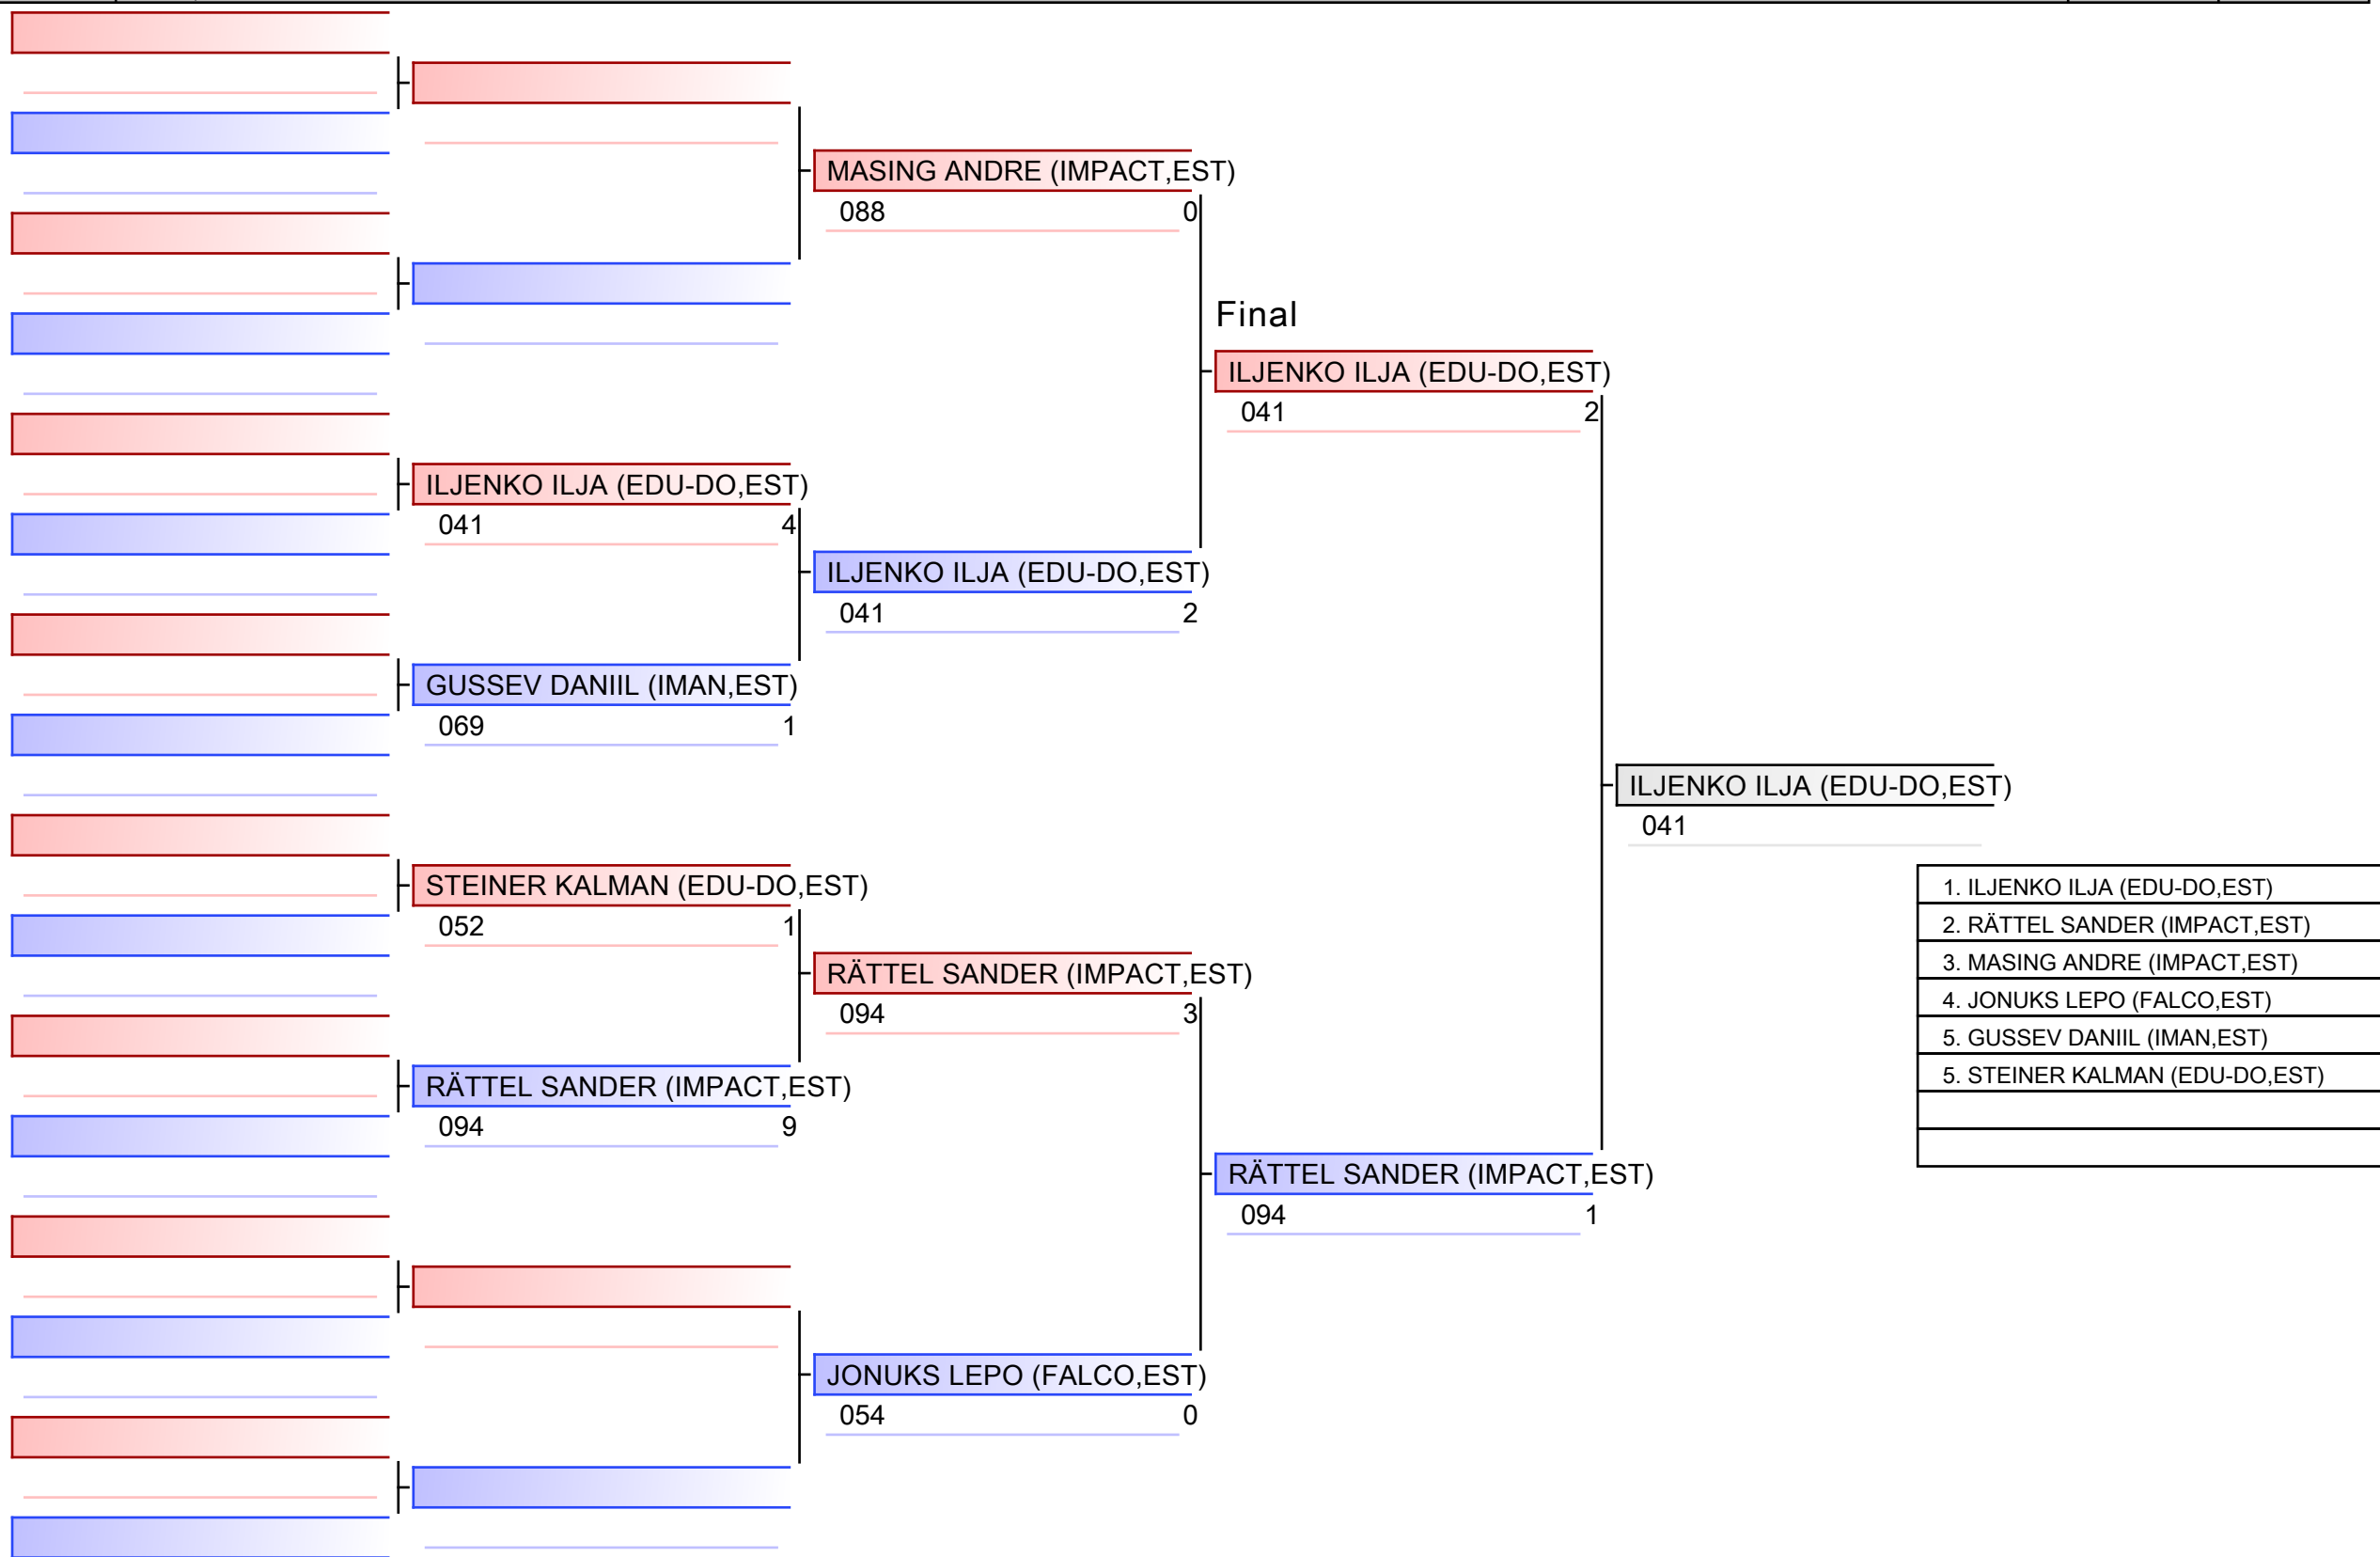 MASING ANDRE (IMPACT,EST)
088 0
Final
ILJENKO ILJA (EDU-DO,EST)
041 2
ILJENKO ILJA (EDU-DO,EST)
041 4
ILJENKO ILJA (EDU-DO,EST)
041 2
GUSSEV DANIIL (IMAN,EST)
069 1
ILJENKO ILJA (EDU-DO,EST)
041
STEINER KALMAN (EDU-DO,EST)
052 1
RÄTTEL SANDER (IMPACT,EST)
094 3
RÄTTEL SANDER (IMPACT,EST)
094 9
RÄTTEL SANDER (IMPACT,EST)
094 1
JONUKS LEPO (FALCO,EST)
054 0
1. ILJENKO ILJA (EDU-DO,EST)
2. RÄTTEL SANDER (IMPACT,EST)
3. MASING ANDRE (IMPACT,EST)
4. JONUKS LEPO (FALCO,EST)
5. GUSSEV DANIIL (IMAN,EST)
5. STEINER KALMAN (EDU-DO,EST)